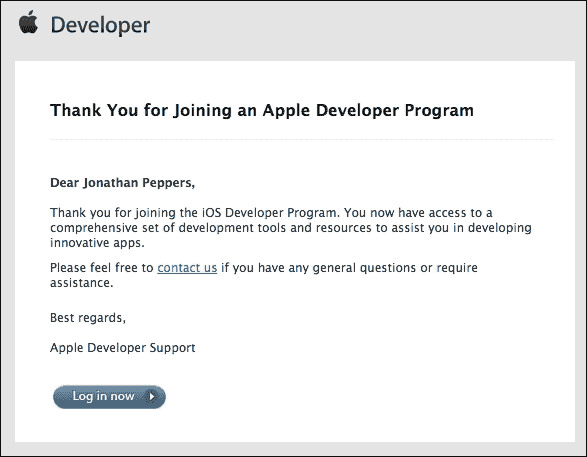 Developer
Thank You for Joining an Apple Developer Program
Dear Jonathan Peppers,
Thank you for joining the iOS Developer Program. You now have access to a
comprehensive set of development tools and resources to assist you in developing
innovative apps.
Please feel free to contact us if you have any general questions or require
assistance.
Best regards,
Apple Developer Support
Log in now